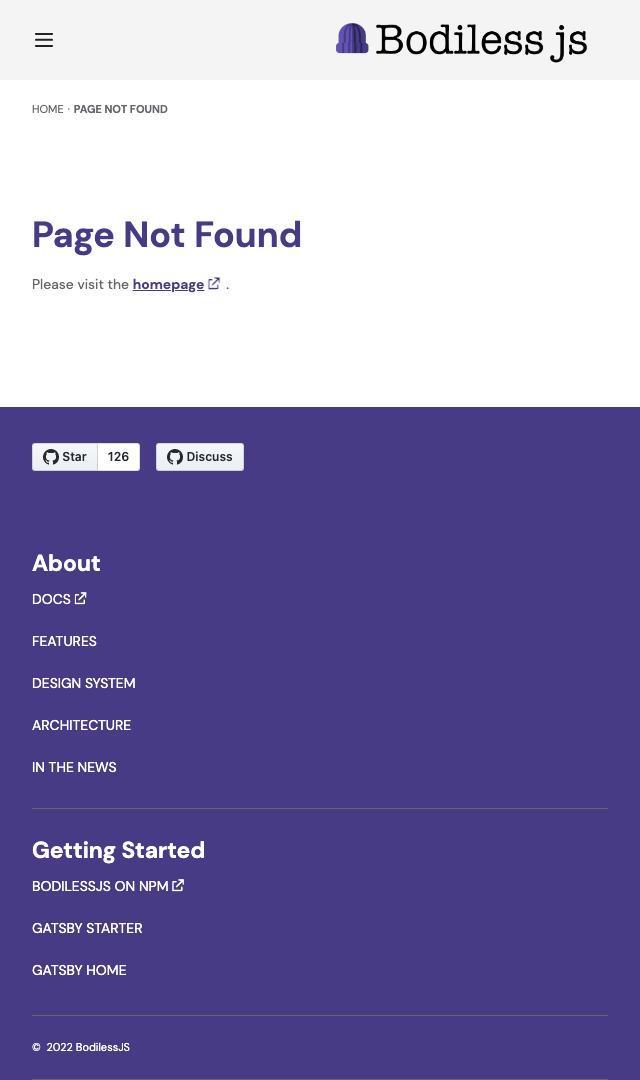 Bodiless js
HOME · PAGE NOT FOUND
Page Not Found
Please visit the homepage .
Star 126 Discuss
About
DOCS
FEATURES
DESIGN SYSTEM
ARCHITECTURE
IN THE NEWS
Getting Started
BODILESSJS ON NPM
GATSBY STARTER
GATSBY HOME
© 2022 BodilessJS